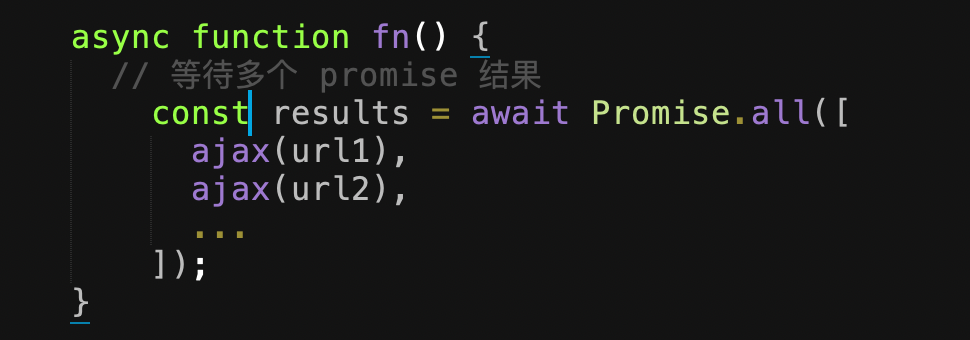 async function fn() {
// 等待多个 promise 结果
const results = await Promise.all([
ajax(url1),
ajax(url2),
...
]);
}